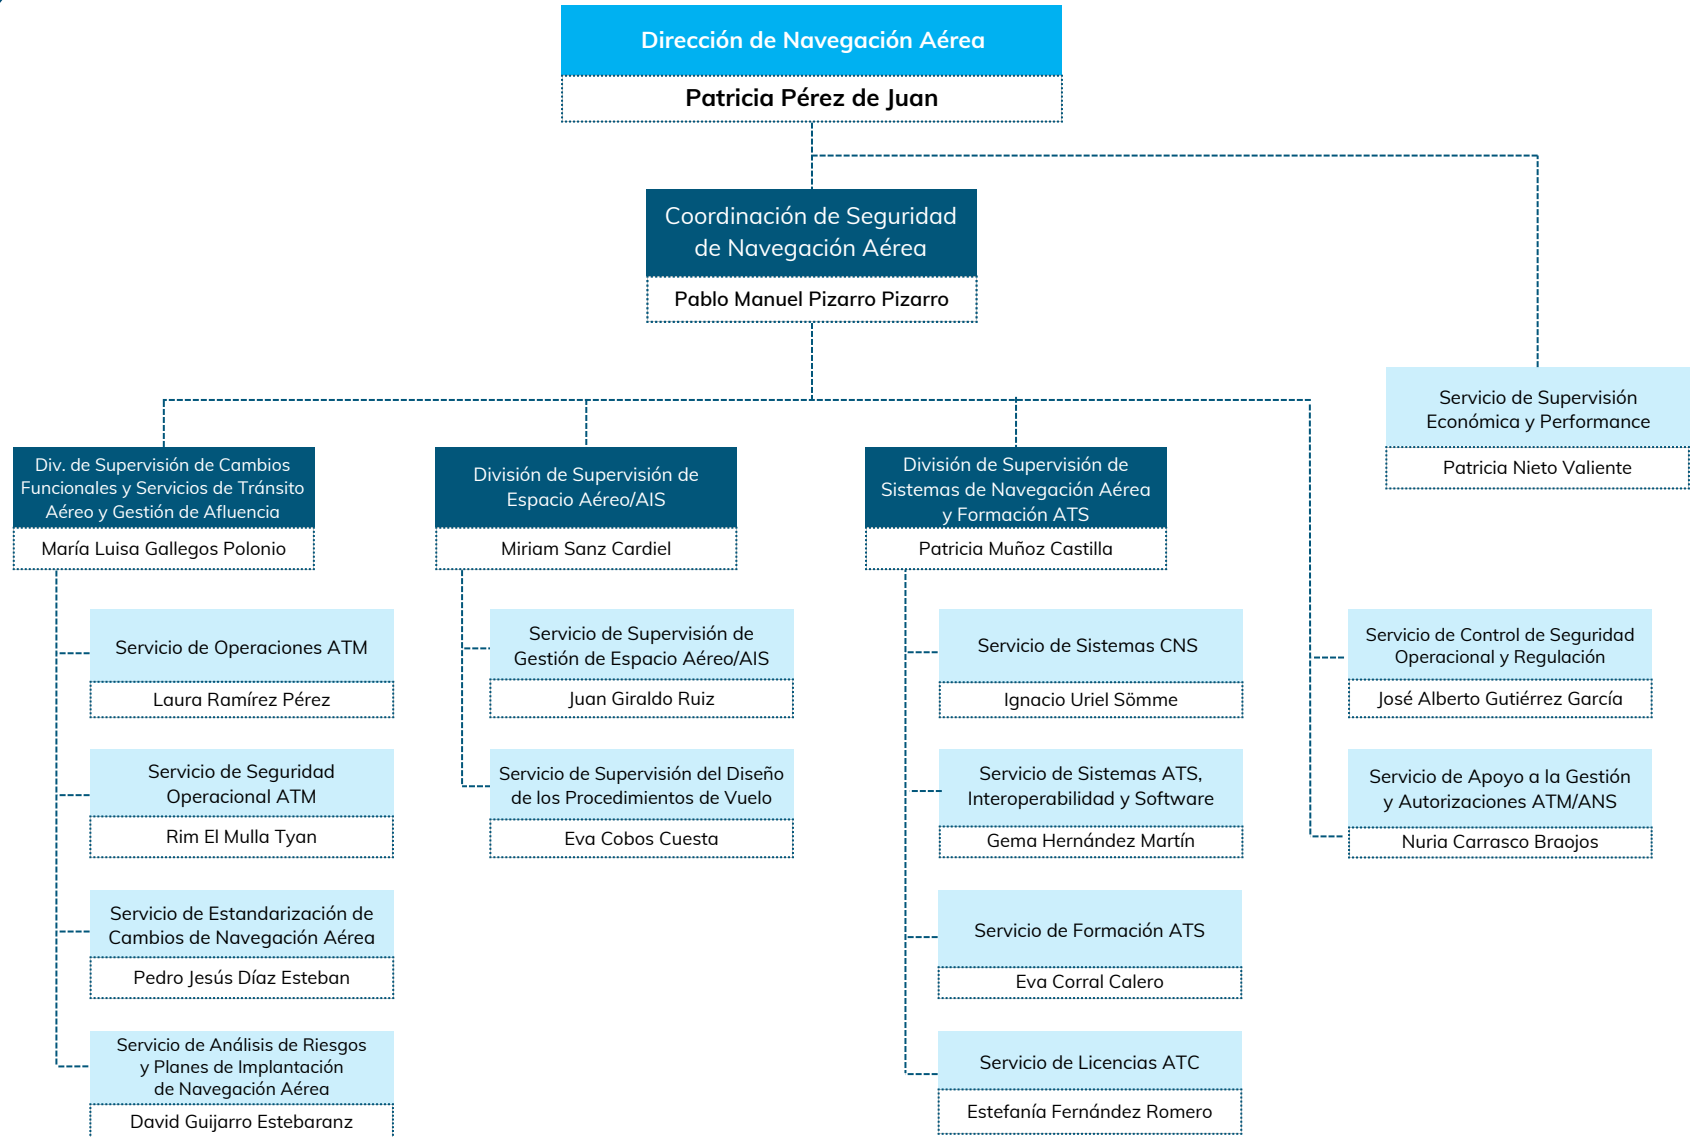 Dirección de Navegación Aérea
Patricia Pérez de Juan
Coordinación de Seguridad
de Navegación Aérea
Pablo Manuel Pizarro Pizarro
Servicio de Supervisión
Económica y Performance
Patricia Nieto Valiente
Div. de Supervisión de Cambios
Funcionales y Servicios de Tránsito
Aéreo y Gestión de Afluencia
María Luisa Gallegos Polonio
Servicio de Operaciones ATM
Laura Ramírez Pérez
Servicio de Seguridad
Operacional ATM
Rim El Mulla Tyan
Servicio de Estandarización de
Cambios de Navegación Aérea
Pedro Jesús Díaz Esteban
Servicio de Análisis de Riesgos
y Planes de Implantación
de Navegación Aérea
David Guijarro Estebaranz
División de Supervisión de
Espacio Aéreo/AIS
Miriam Sanz Cardiel
Servicio de Supervisión de
Gestión de Espacio Aéreo/AIS
Juan Giraldo Ruiz
Servicio de Supervisión del Diseño
de los Procedimientos de Vuelo
Eva Cobos Cuesta
División de Supervisión de
Sistemas de Navegación Aérea
y Formación ATS
Patricia Muñoz Castilla
Servicio de Sistemas CNS
Ignacio Uriel Sömme
Servicio de Sistemas ATS,
Interoperabilidad y Software
Gema Hernández Martín
Servicio de Formación ATS
Eva Corral Calero
Servicio de Licencias ATC
Estefanía Fernández Romero
Servicio de Control de Seguridad
Operacional y Regulación
José Alberto Gutiérrez García
Servicio de Apoyo a la Gestión
y Autorizaciones ATM/ANS
Nuria Carrasco Braojos